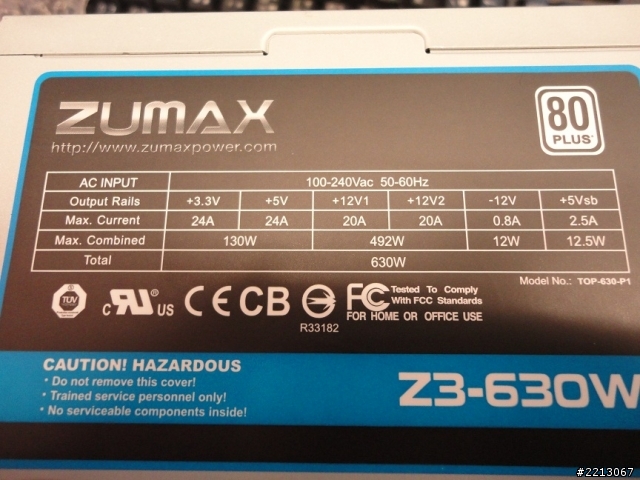 ZUMAX
http://www.zumaxpower.com
80
PLUS
AC INPUT 100-240Vac 50-60Hz
Output Rails +3.3V +5V +12V1 +12V2 -12V +5Vsb
Max. Current 24A 24A 20A 20A 0.8A 2.5A
Max. Combined 130W 492W 12W 12.5W
Total 630W
Model No.: TOP-630-P1
TÜV
c RU ® US CE CB FC Tested To Comply
With FCC Standards
FOR HOME OR OFFICE USE
R33182
CAUTION! HAZARDOUS
· Do not remove this cover!
· Trained service personnel only!
· No serviceable components inside!
Z3-630W
#2213067